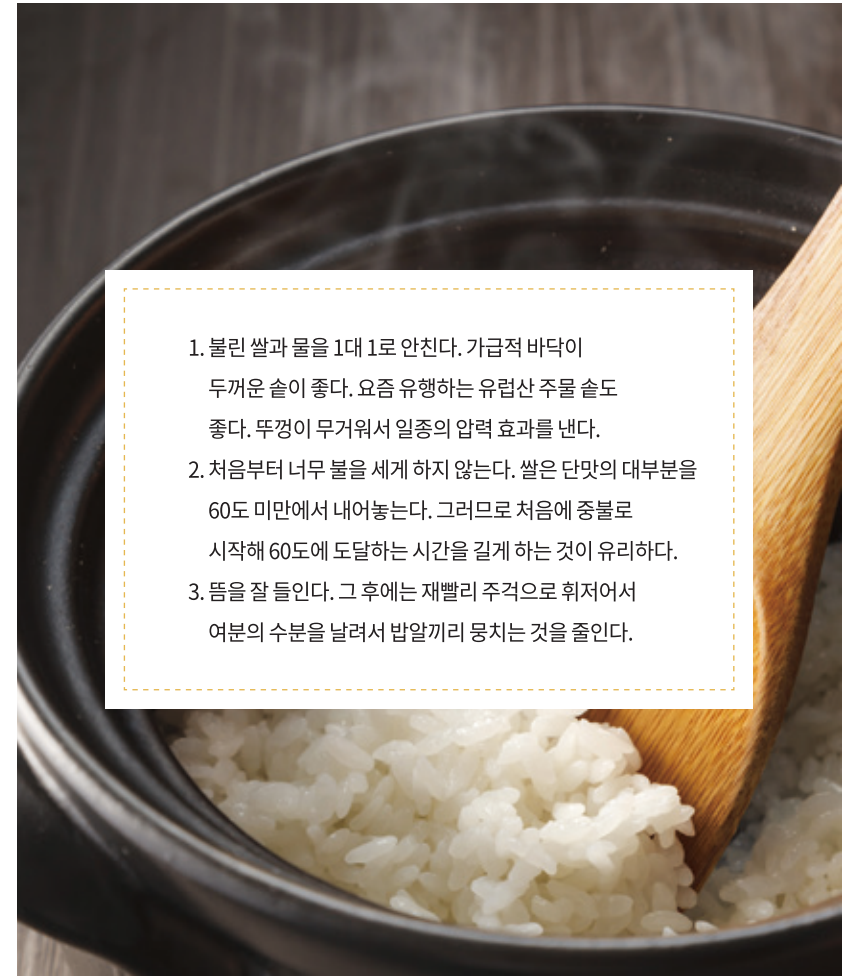 1. 불린 쌀과 물을 1대 1로 안친다. 가급적 바닥이
두꺼운 솥이 좋다. 요즘 유행하는 유럽산 주물 솥도
좋다. 뚜껑이 무거워서 일종의 압력 효과를 낸다.
2. 처음부터 너무 불을 세게 하지 않는다. 쌀은 단맛의 대부분을
60도 미만에서 내어놓는다. 그러므로 처음에 중불로
시작해 60도에 도달하는 시간을 길게 하는 것이 유리하다.
3. 뜸을 잘 들인다. 그 후에는 재빨리 주걱으로 휘저어서
여분의 수분을 날려서 밥알끼리 뭉치는 것을 줄인다.